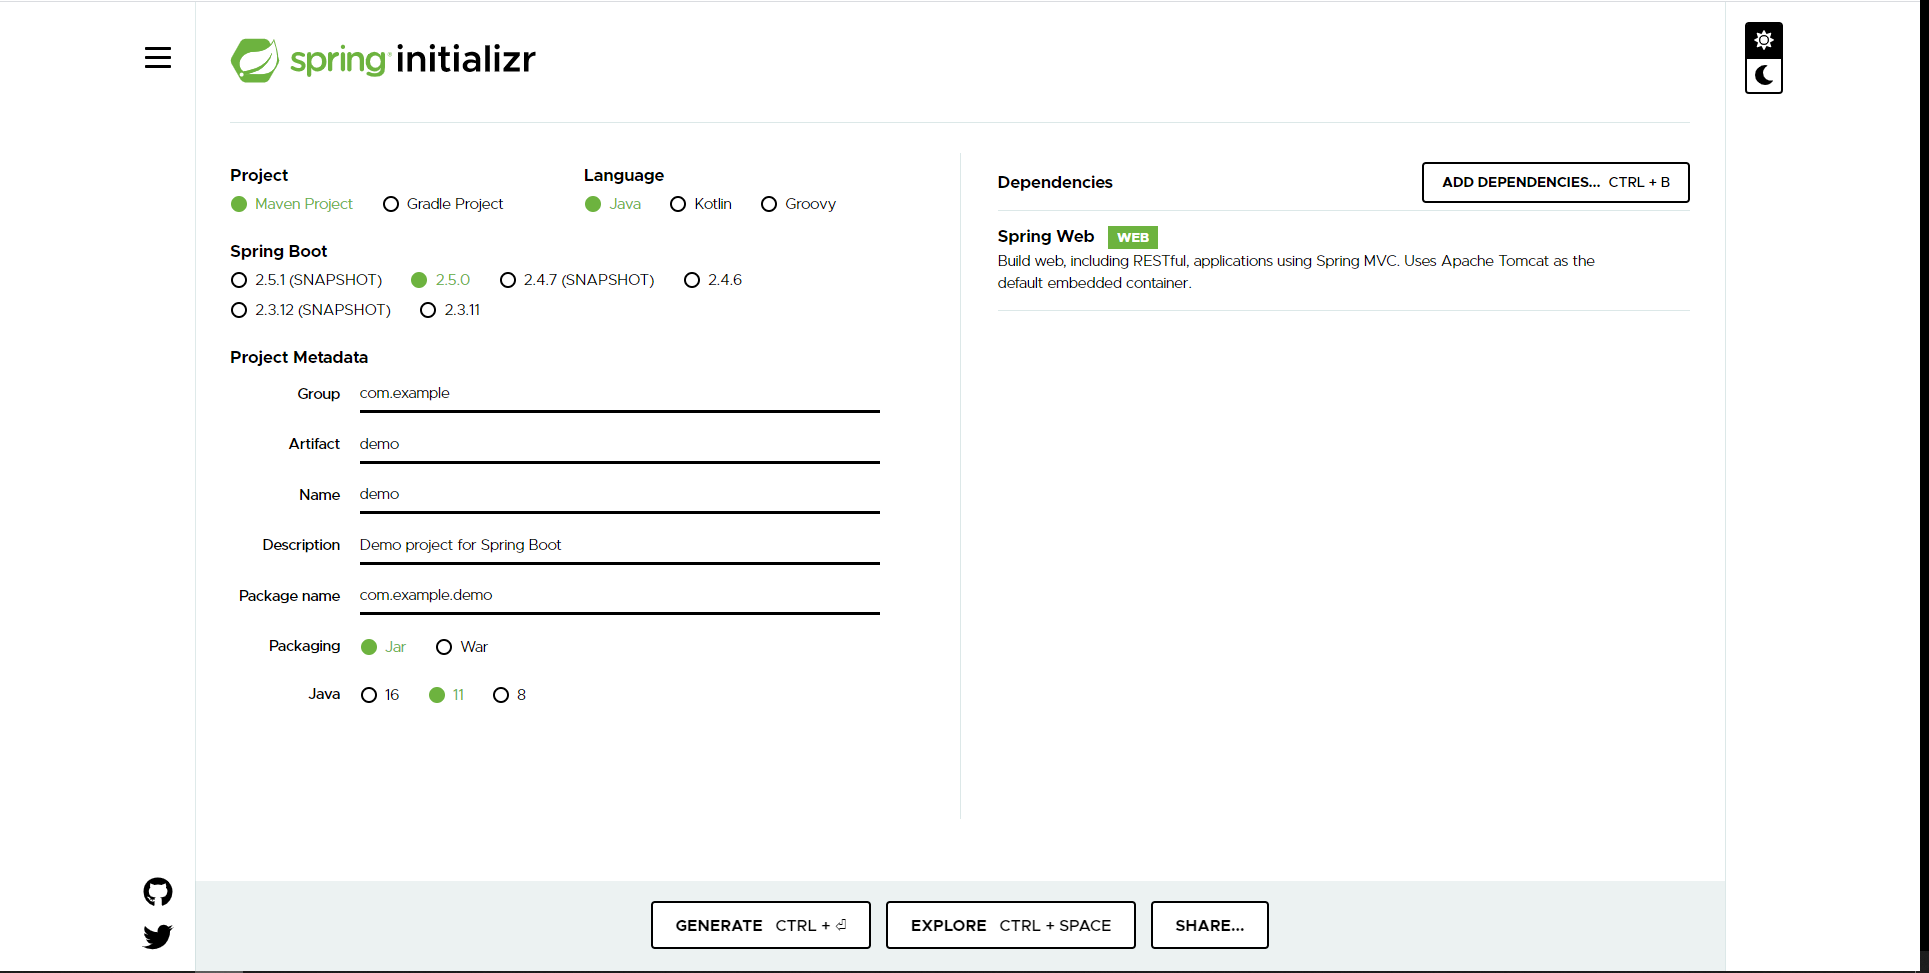 spring initializr
Project
Maven Project Gradle Project
Language
Java Kotlin Groovy
Spring Boot
2.5.1 (SNAPSHOT) 2.5.0 2.4.7 (SNAPSHOT) 2.4.6
2.3.12 (SNAPSHOT) 2.3.11
Project Metadata
Group com.example
Artifact demo
Name demo
Description Demo project for Spring Boot
Package name com.example.demo
Packaging Jar War
Java 16 11 8
Dependencies
ADD DEPENDENCIES... CTRL + B
Spring Web WEB
Build web, including RESTful, applications using Spring MVC. Uses Apache Tomcat as the
default embedded container.
GENERATE CTRL + ⏎
EXPLORE CTRL + SPACE
SHARE...